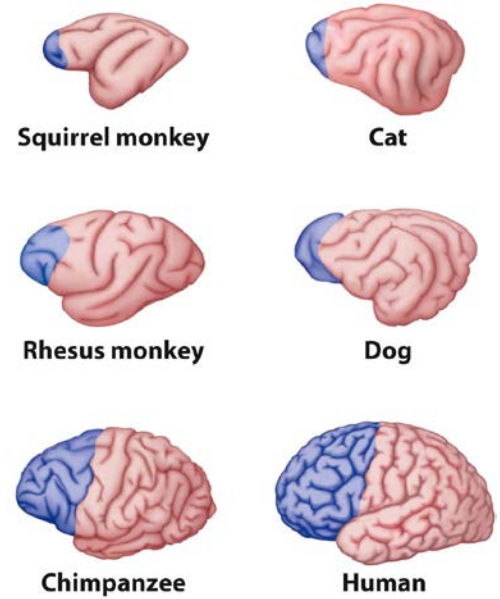 Squirrel monkey
Cat
Rhesus monkey
Dog
Chimpanzee
Human